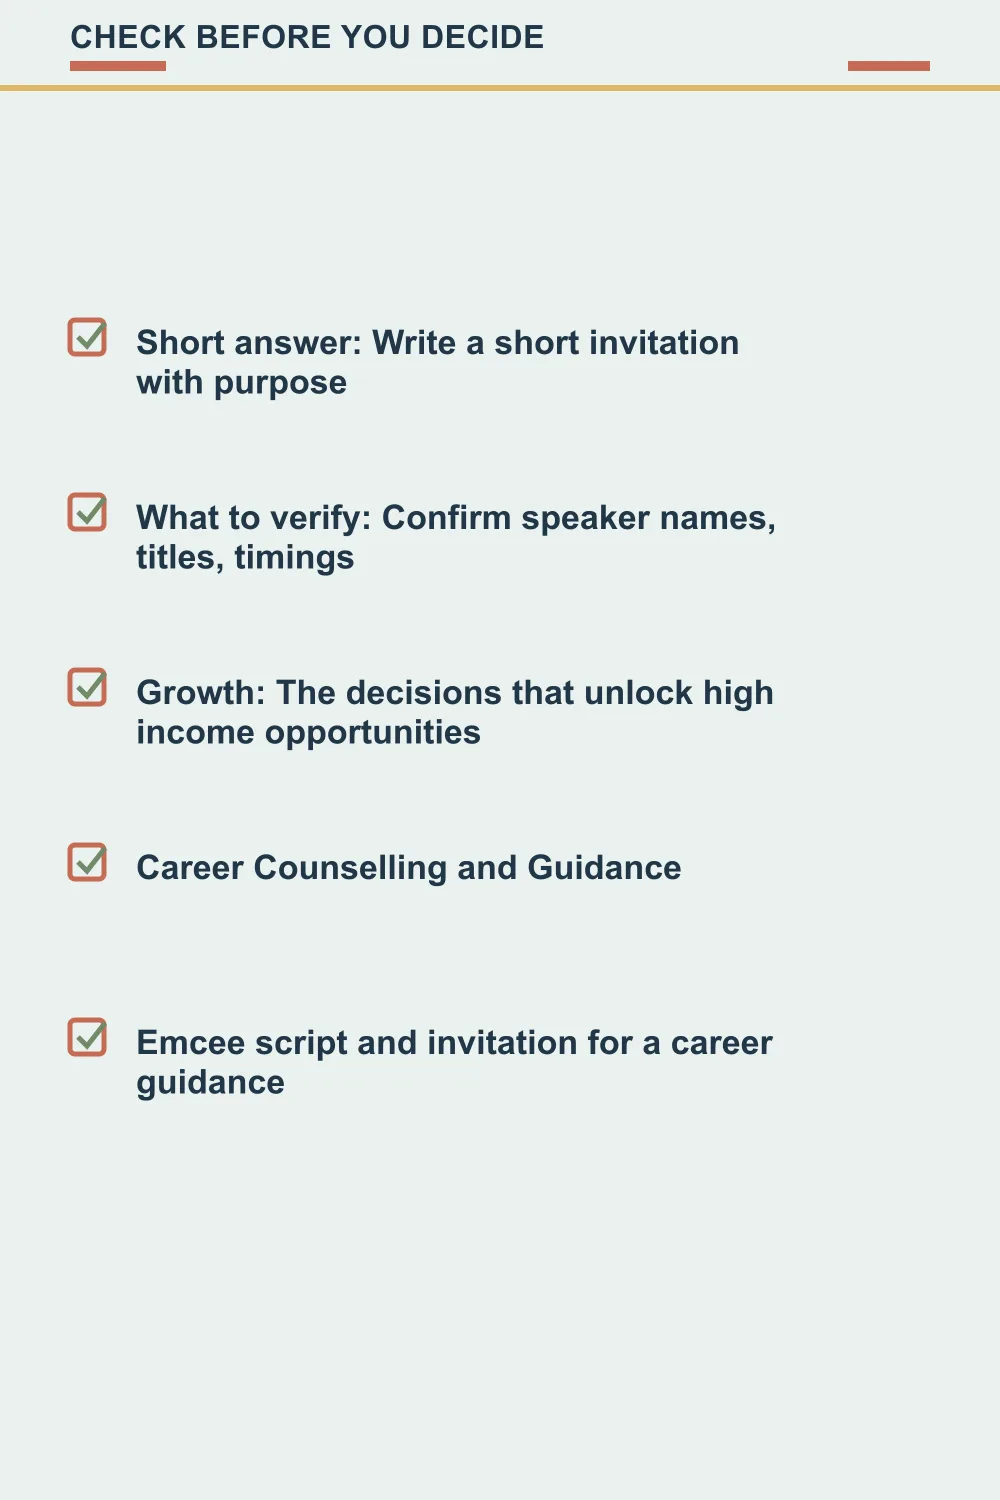 CHECK BEFORE YOU DECIDE
Short answer: Write a short invitation
with purpose
What to verify: Confirm speaker names,
titles, timings
Growth: The decisions that unlock high
income opportunities
Career Counselling and Guidance
Emcee script and invitation for a career
guidance